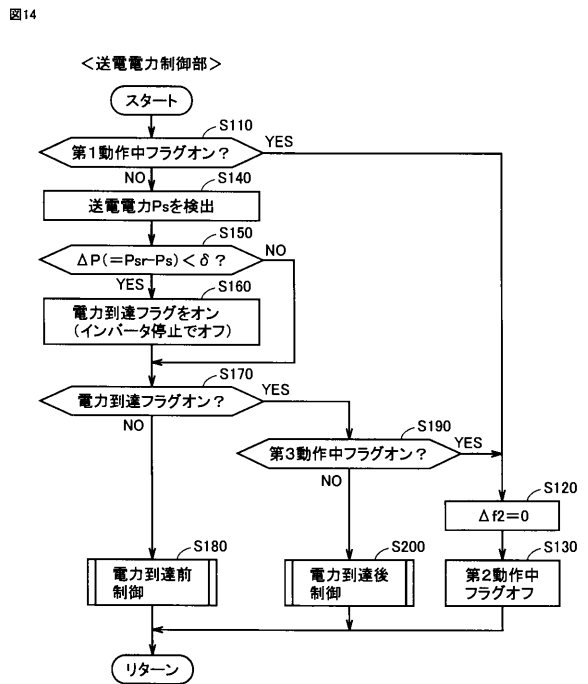 図14
＜送電電力制御部＞
スタート
S110
第1動作中フラグオン？
YES
NO
S140
送電電力Psを検出
S150
ΔP(＝Psr-Ps)＜δ？
NO
YES
S160
電力到達フラグをオン
(インバータ停止でオフ)
S170
電力到達フラグオン？
YES
NO
S190
第3動作中フラグオン？
YES
NO
S120
Δf2＝0
S180
電力到達前
制御
S200
電力到達後
制御
S130
第2動作中
フラグオフ
リターン